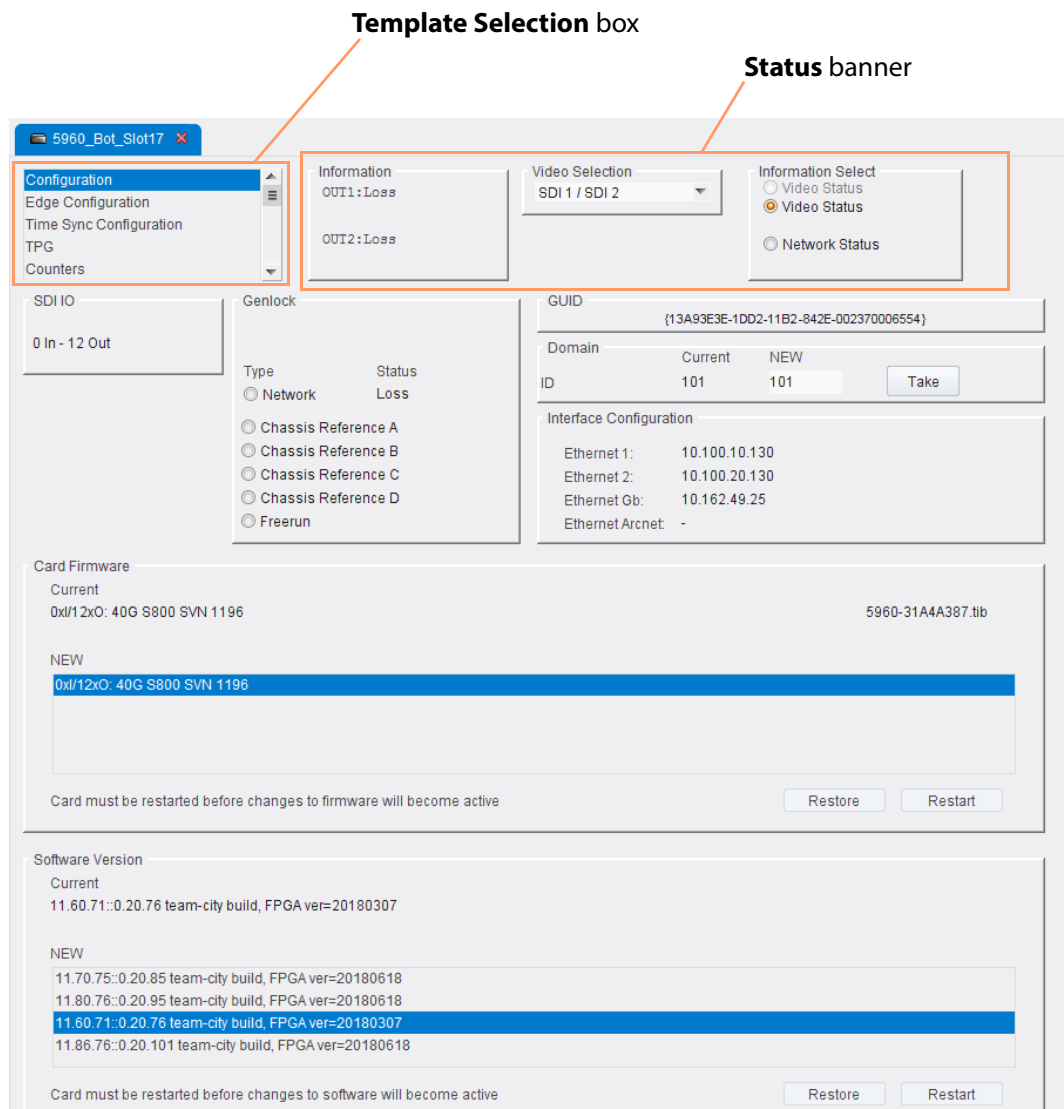 Template Selection box
Status banner
5960_Bot_Slot17
Configuration
Edge Configuration
Time Sync Configuration
TPG
Counters
Information
OUT1:Loss
OUT2:Loss
Video Selection
SDI 1 / SDI 2
Information Select
Video Status
Video Status
Network Status
SDI IO
0 In - 12 Out
Genlock
Type Status
Network Loss
Chassis Reference A
Chassis Reference B
Chassis Reference C
Chassis Reference D
Freerun
GUID
{13A93E3E-1DD2-11B2-842E-002370006554}
Domain
Current NEW
ID 101 101 Take
Interface Configuration
Ethernet 1: 10.100.10.130
Ethernet 2: 10.100.20.130
Ethernet Gb: 10.162.49.25
Ethernet Arcnet: -
Card Firmware
Current
0xI/12xO: 40G S800 SVN 1196 5960-31A4A387.tib
NEW
0xI/12xO: 40G S800 SVN 1196
Card must be restarted before changes to firmware will become active Restore Restart
Software Version
Current
11.60.71::0.20.76 team-city build, FPGA ver=20180307
NEW
11.70.75::0.20.85 team-city build, FPGA ver=20180618
11.80.76::0.20.95 team-city build, FPGA ver=20180618
11.60.71::0.20.76 team-city build, FPGA ver=20180307
11.86.76::0.20.101 team-city build, FPGA ver=20180618
Card must be restarted before changes to software will become active Restore Restart